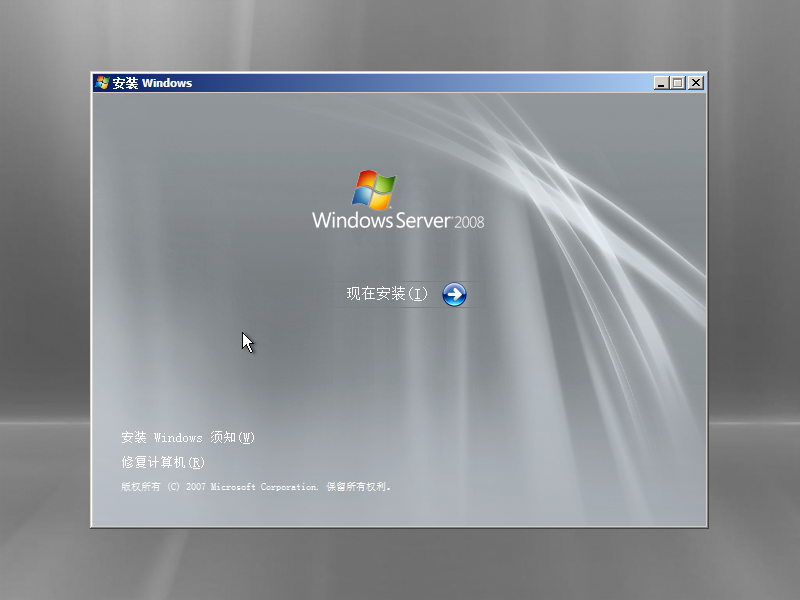 安装 Windows
Windows Server 2008
现在安装(I)
安装 Windows 须知(W)
修复计算机(R)
版权所有 (C) 2007 Microsoft Corporation. 保留所有权利。